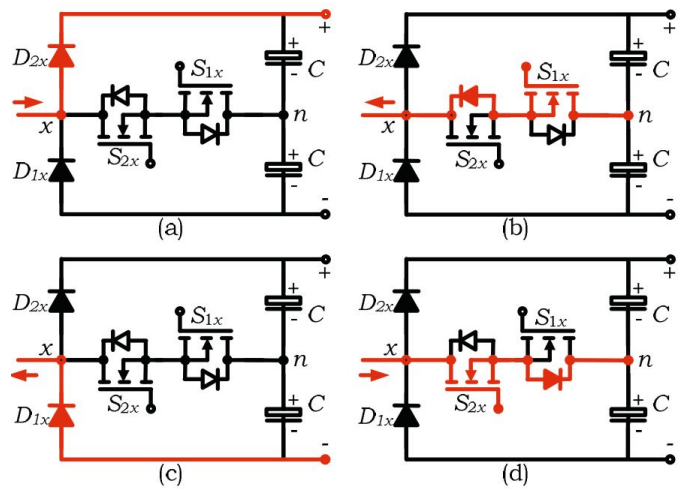 +
D2x
+
-
C
S1x
x
n
S2x
D1x
+
-
C
-
(a)
+
D2x
+
-
C
S1x
x
n
S2x
D1x
+
-
C
-
(b)
+
D2x
+
-
C
S1x
x
n
S2x
D1x
+
-
C
-
(c)
+
D2x
+
-
C
S1x
x
n
S2x
D1x
+
-
C
-
(d)